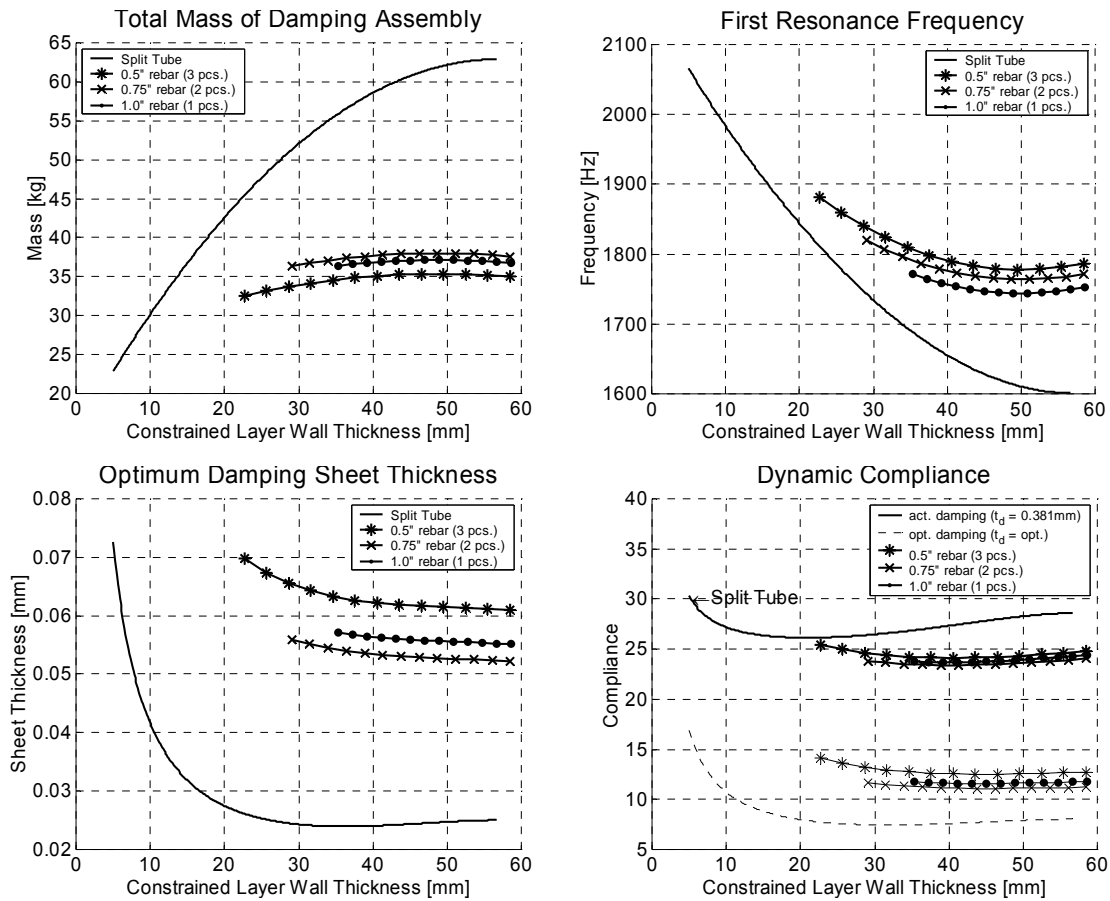 Total Mass of Damping Assembly
65
60
55
50
45
40
35
30
25
20
Mass [kg]
Split Tube
0.5" rebar (3 pcs.)
0.75" rebar (2 pcs.)
1.0" rebar (1 pcs.)
0 10 20 30 40 50 60
Constrained Layer Wall Thickness [mm]
First Resonance Frequency
2100
2000
1900
1800
1700
1600
Frequency [Hz]
Split Tube
0.5" rebar (3 pcs.)
0.75" rebar (2 pcs.)
1.0" rebar (1 pcs.)
0 10 20 30 40 50 60
Constrained Layer Wall Thickness [mm]
Optimum Damping Sheet Thickness
0.08
0.07
0.06
0.05
0.04
0.03
0.02
Sheet Thickness [mm]
Split Tube
0.5" rebar (3 pcs.)
0.75" rebar (2 pcs.)
1.0" rebar (1 pcs.)
0 10 20 30 40 50 60
Constrained Layer Wall Thickness [mm]
Dynamic Compliance
40
35
30
25
20
15
10
5
Compliance
act. damping (t_d = 0.381mm)
opt. damping (t_d = opt.)
0.5" rebar (3 pcs.)
0.75" rebar (2 pcs.)
1.0" rebar (1 pcs.)
← Split Tube
0 10 20 30 40 50 60
Constrained Layer Wall Thickness [mm]